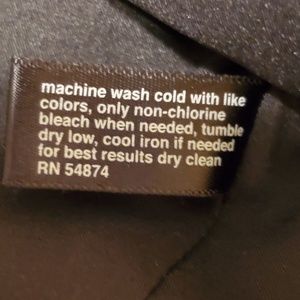 machine wash cold with like
colors, only non-chlorine
bleach when needed, tumble
dry low, cool iron if needed
for best results dry clean
RN 54874